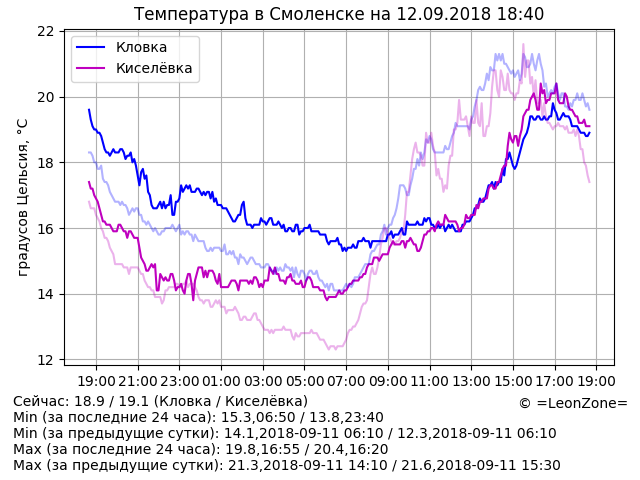 Температура в Смоленске на 12.09.2018 18:40
Кловка
Киселёвка
градусов Цельсия, °C
22
20
18
16
14
12
19:00 21:00 23:00 01:00 03:00 05:00 07:00 09:00 11:00 13:00 15:00 17:00 19:00
Сейчас: 18.9 / 19.1 (Кловка / Киселёвка)
© =LeonZone=
Min (за последние 24 часа): 15.3,06:50 / 13.8,23:40
Min (за предыдущие сутки): 14.1,2018-09-11 06:10 / 12.3,2018-09-11 06:10
Max (за последние 24 часа): 19.8,16:55 / 20.4,16:20
Max (за предыдущие сутки): 21.3,2018-09-11 14:10 / 21.6,2018-09-11 15:30